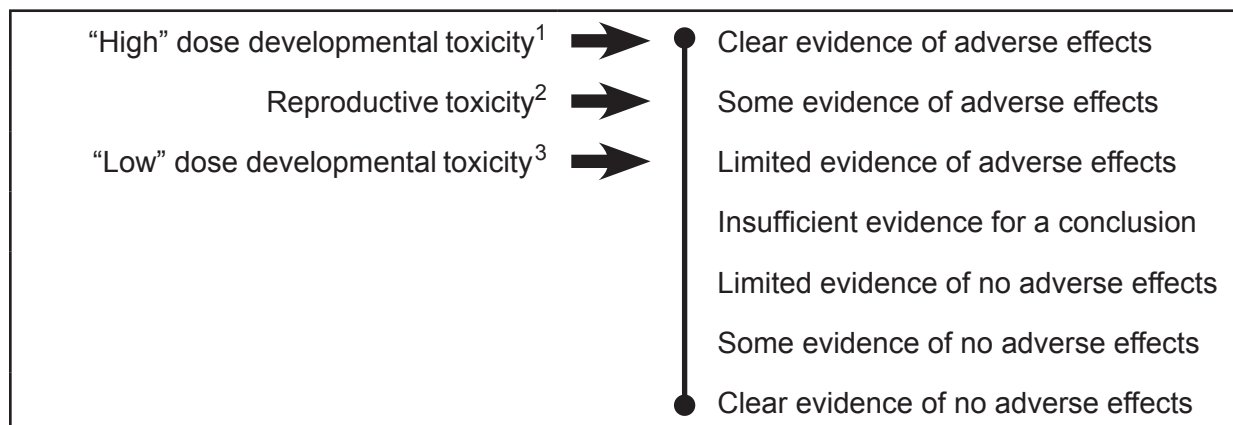 “High” dose developmental toxicity1 Clear evidence of adverse effects
Reproductive toxicity2 Some evidence of adverse effects
“Low” dose developmental toxicity3 Limited evidence of adverse effects
Insufficient evidence for a conclusion
Limited evidence of no adverse effects
Some evidence of no adverse effects
Clear evidence of no adverse effects